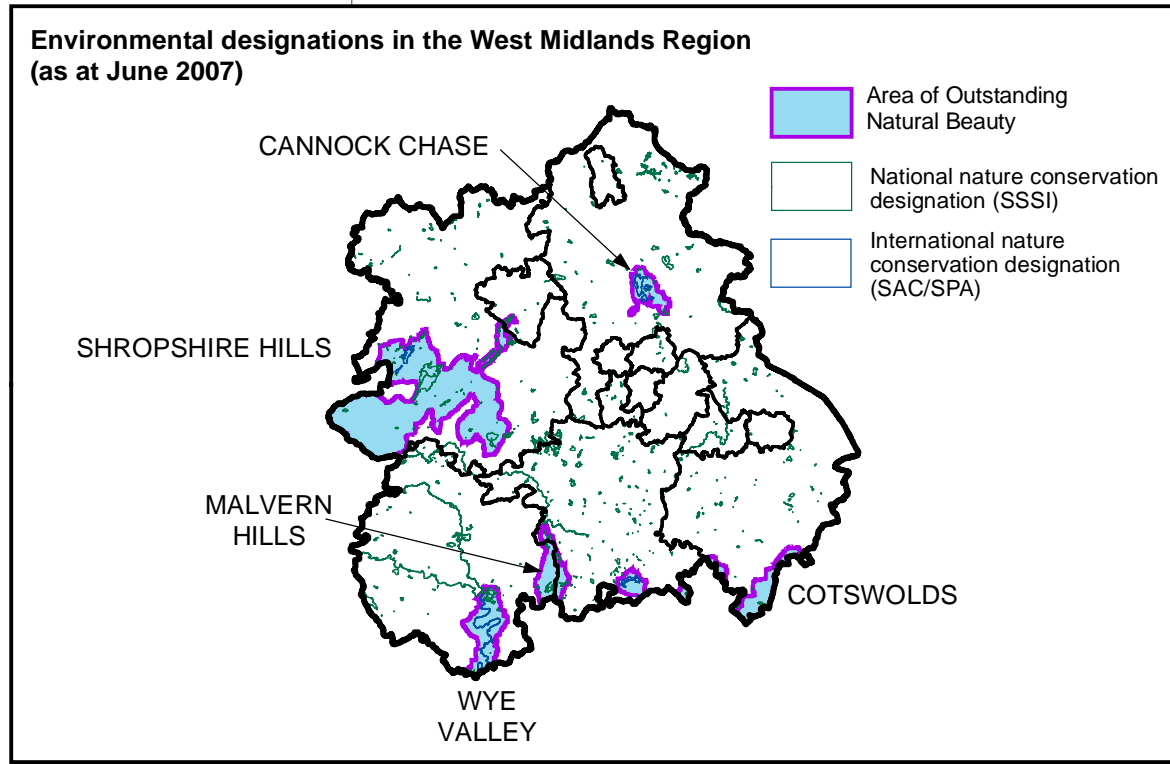 Environmental designations in the West Midlands Region
(as at June 2007)
Area of Outstanding
Natural Beauty
National nature conservation
designation (SSSI)
International nature
conservation designation
(SAC/SPA)
CANNOCK CHASE
SHROPSHIRE HILLS
MALVERN
HILLS
COTSWOLDS
WYE
VALLEY